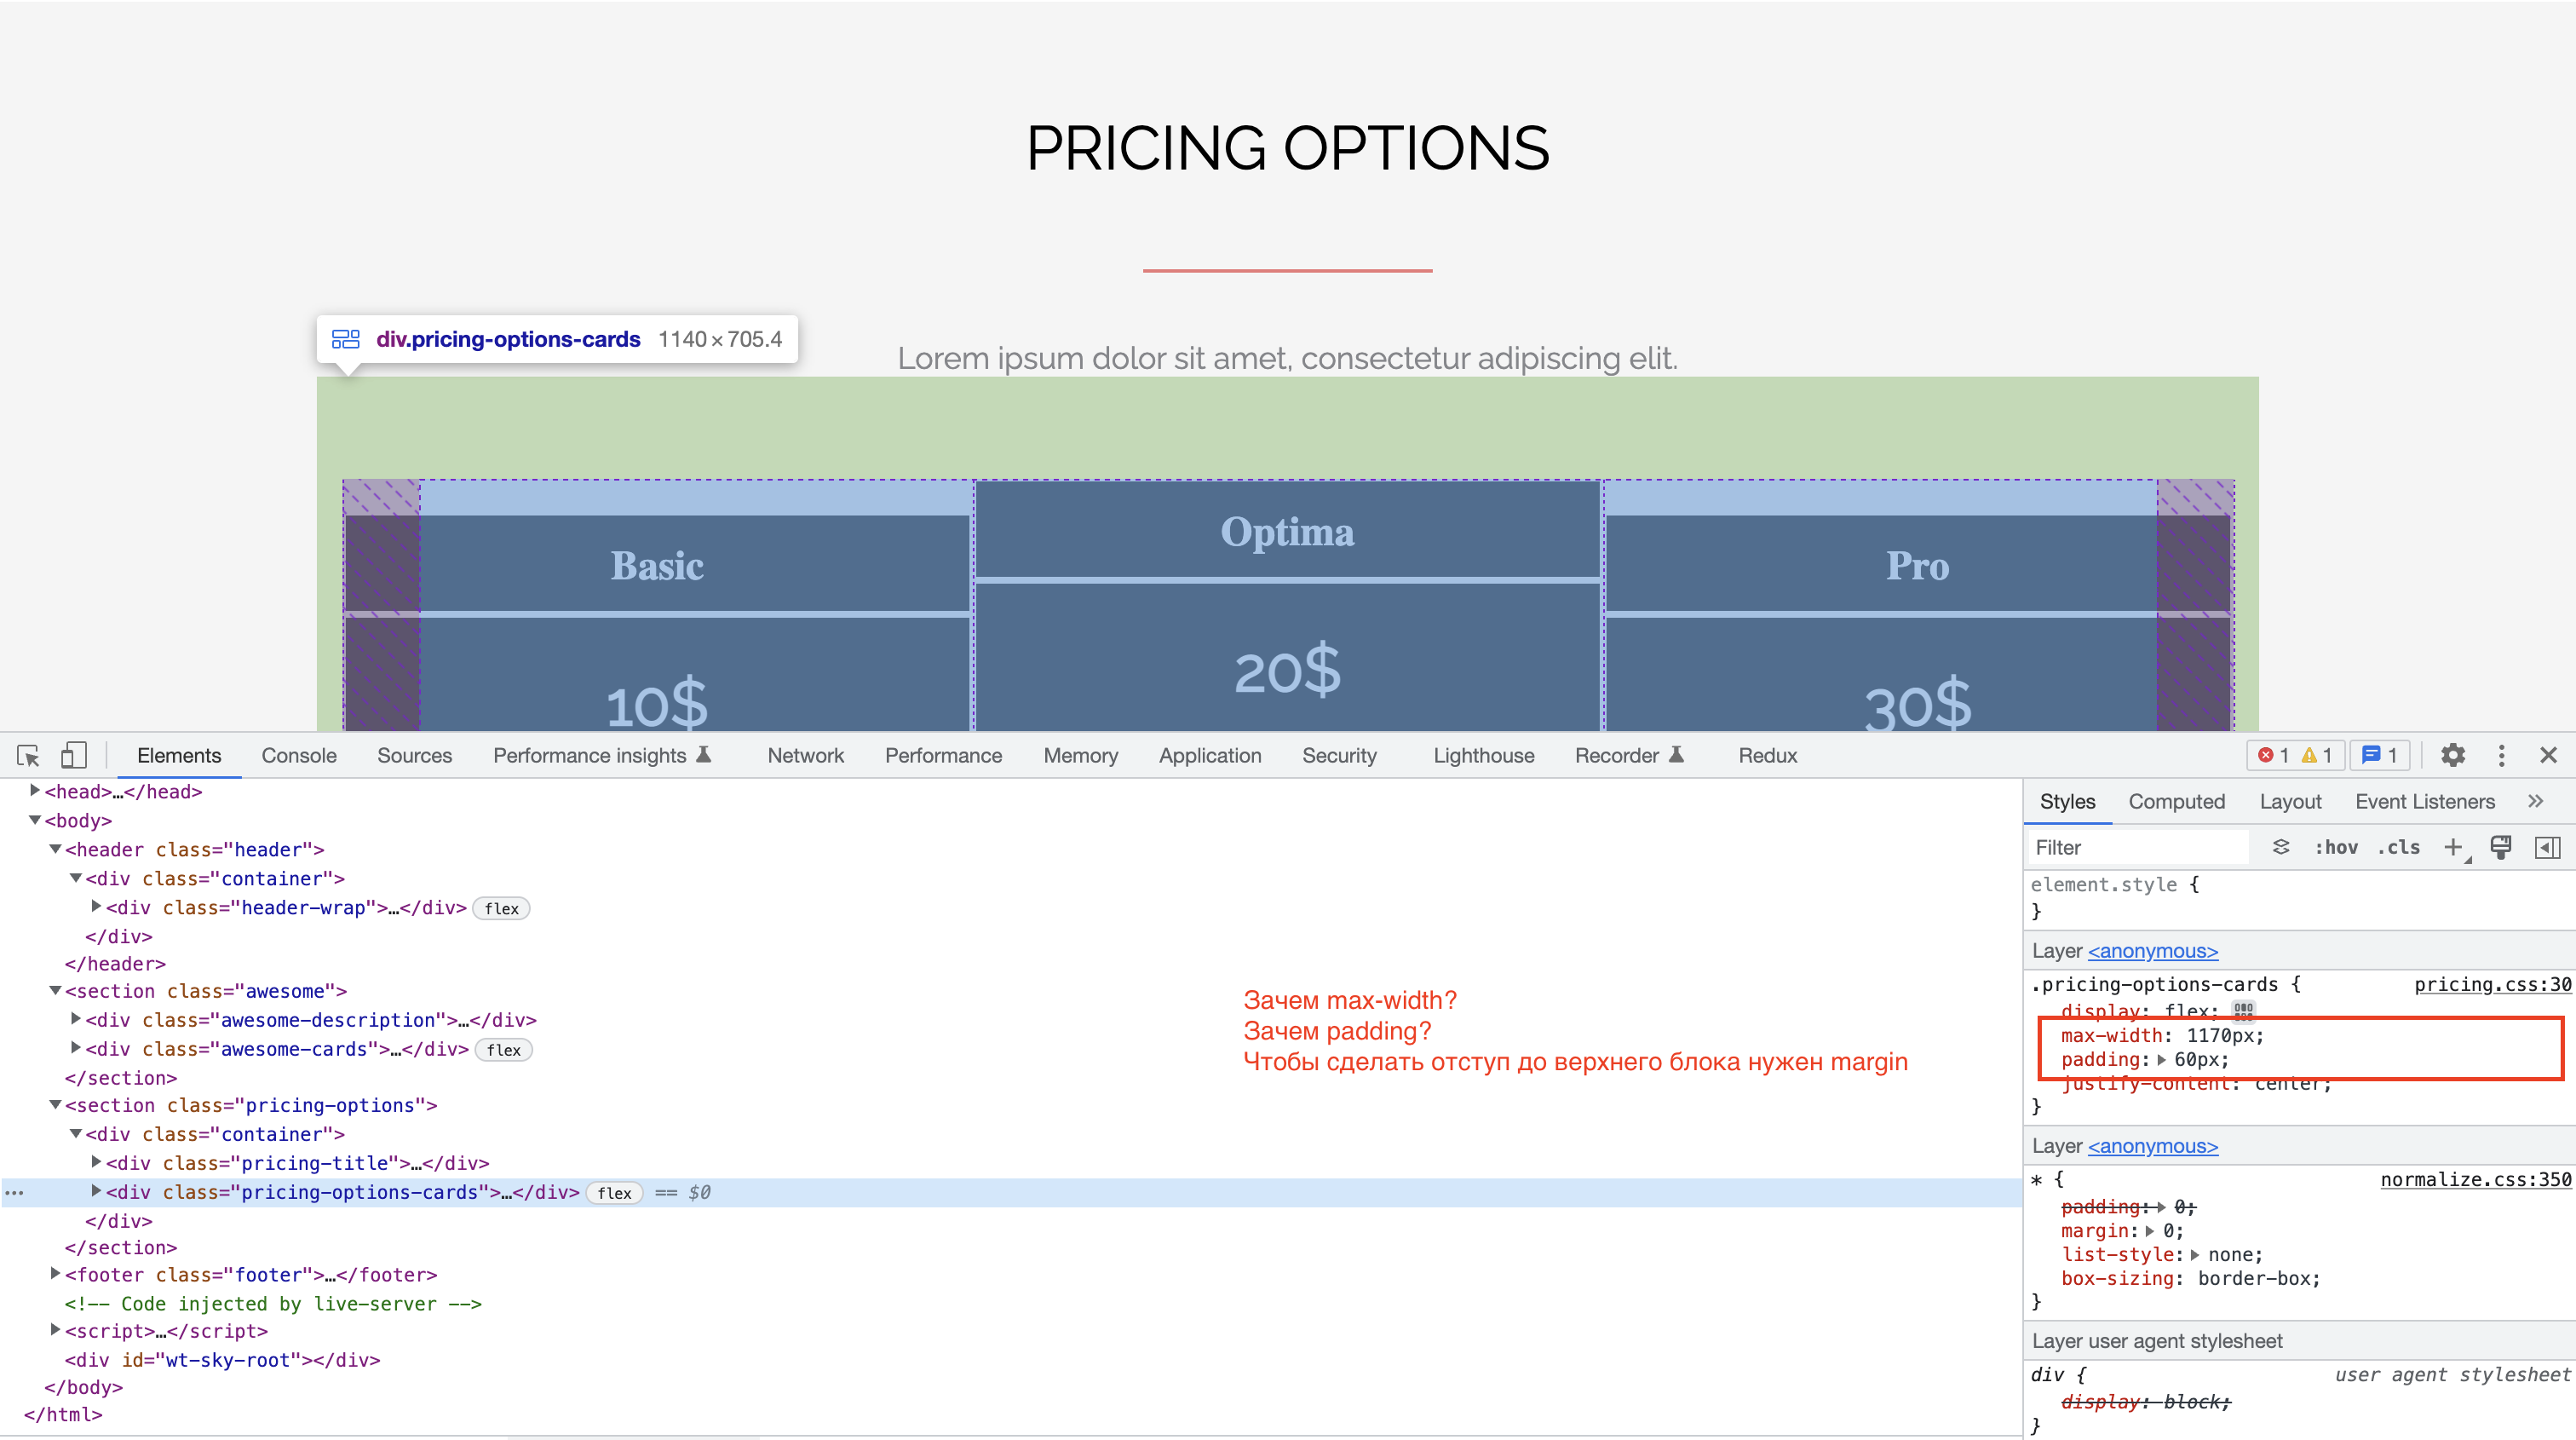 PRICING OPTIONS
div.pricing-options-cards 1140 × 705.4
Lorem ipsum dolor sit amet, consectetur adipiscing elit.
Basic
Optima
Pro
10$
20$
30$
Elements Console Sources Performance insights Network Performance Memory Application Security Lighthouse Recorder Redux 1 1 1
<head>…</head>
<body>
<header class="header">
<div class="container">
<div class="header-wrap">…</div> flex
</div>
</header>
<section class="awesome">
<div class="awesome-description">…</div>
<div class="awesome-cards">…</div> flex
</section>
<section class="pricing-options">
<div class="container">
<div class="pricing-title">…</div>
… <div class="pricing-options-cards">…</div> flex == $0
</div>
</section>
<footer class="footer">…</footer>
<!-- Code injected by live-server -->
<script>…</script>
<div id="wt-sky-root"></div>
</body>
</html>
Зачем max-width?
Зачем padding?
Чтобы сделать отступ до верхнего блока нужен margin
Styles Computed Layout Event Listeners »
Filter :hov .cls +
element.style {
}
Layer <anonymous>
.pricing-options-cards { pricing.css:30
display: flex;
max-width: 1170px;
padding: 60px;
justify-content: center;
}
Layer <anonymous>
* { normalize.css:350
padding: 0;
margin: 0;
list-style: none;
box-sizing: border-box;
}
Layer user agent stylesheet
div { user agent stylesheet
display: block;
}